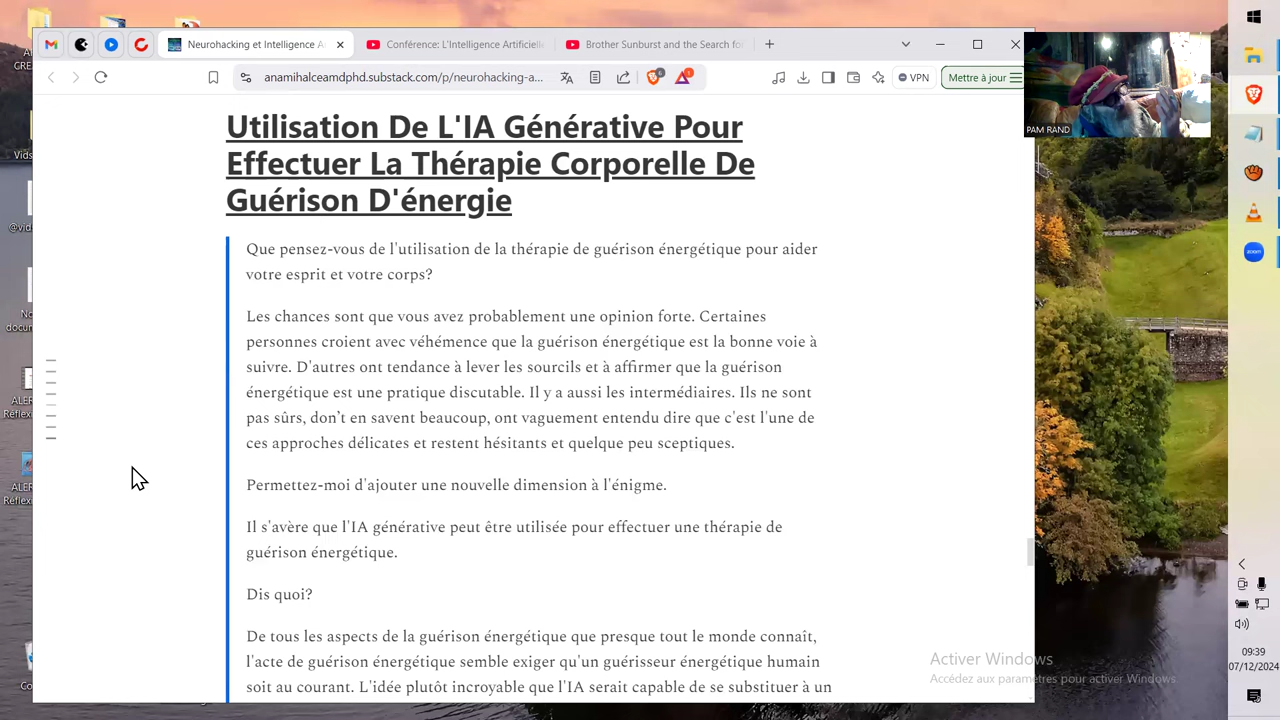 Neurohacking et Intelligence A
Conférence: L'Intelligence Artificielle
Brother Sunburst and the Search for
anamihalceamdphd.substack.com/p/neurohacking-a...
6
1
VPN
Mettre à jour
PAM RAND
Utilisation De L'IA Générative Pour
Effectuer La Thérapie Corporelle De
Guérison D'énergie
Que pensez-vous de l'utilisation de la thérapie de guérison énergétique pour aider
votre esprit et votre corps?
Les chances sont que vous avez probablement une opinion forte. Certaines
personnes croient avec véhémence que la guérison énergétique est la bonne voie à
suivre. D'autres ont tendance à lever les sourcils et à affirmer que la guérison
énergétique est une pratique discutable. Il y a aussi les intermédiaires. Ils ne sont
pas sûrs, don’t en savent beaucoup, ont vaguement entendu dire que c'est l'une de
ces approches délicates et restent hésitants et quelque peu sceptiques.
Permettez-moi d'ajouter une nouvelle dimension à l'énigme.
Il s'avère que l'IA générative peut être utilisée pour effectuer une thérapie de
guérison énergétique.
Dis quoi?
De tous les aspects de la guérison énergétique que presque tout le monde connaît,
l'acte de guérison énergétique semble exiger qu'un guérisseur énergétique humain
soit au courant. L'idée plutôt incroyable que l'IA serait capable de se substituer à un
Activer Windows
Accédez aux paramètres pour activer Windows.
zoom
09:39
07/12/2024